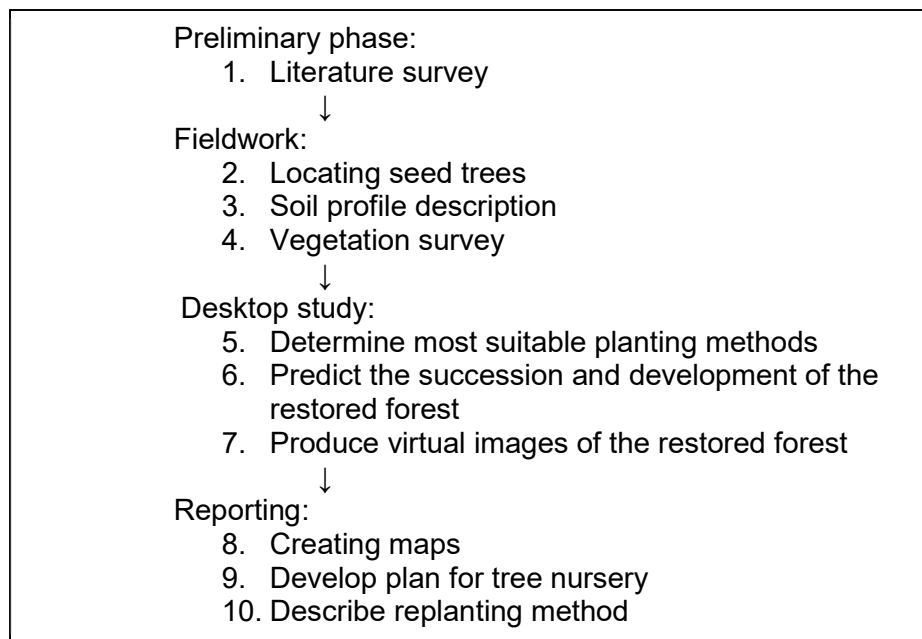 Preliminary phase:
1. Literature survey
↓
Fieldwork:
2. Locating seed trees
3. Soil profile description
4. Vegetation survey
↓
Desktop study:
5. Determine most suitable planting methods
6. Predict the succession and development of the
restored forest
7. Produce virtual images of the restored forest
↓
Reporting:
8. Creating maps
9. Develop plan for tree nursery
10. Describe replanting method